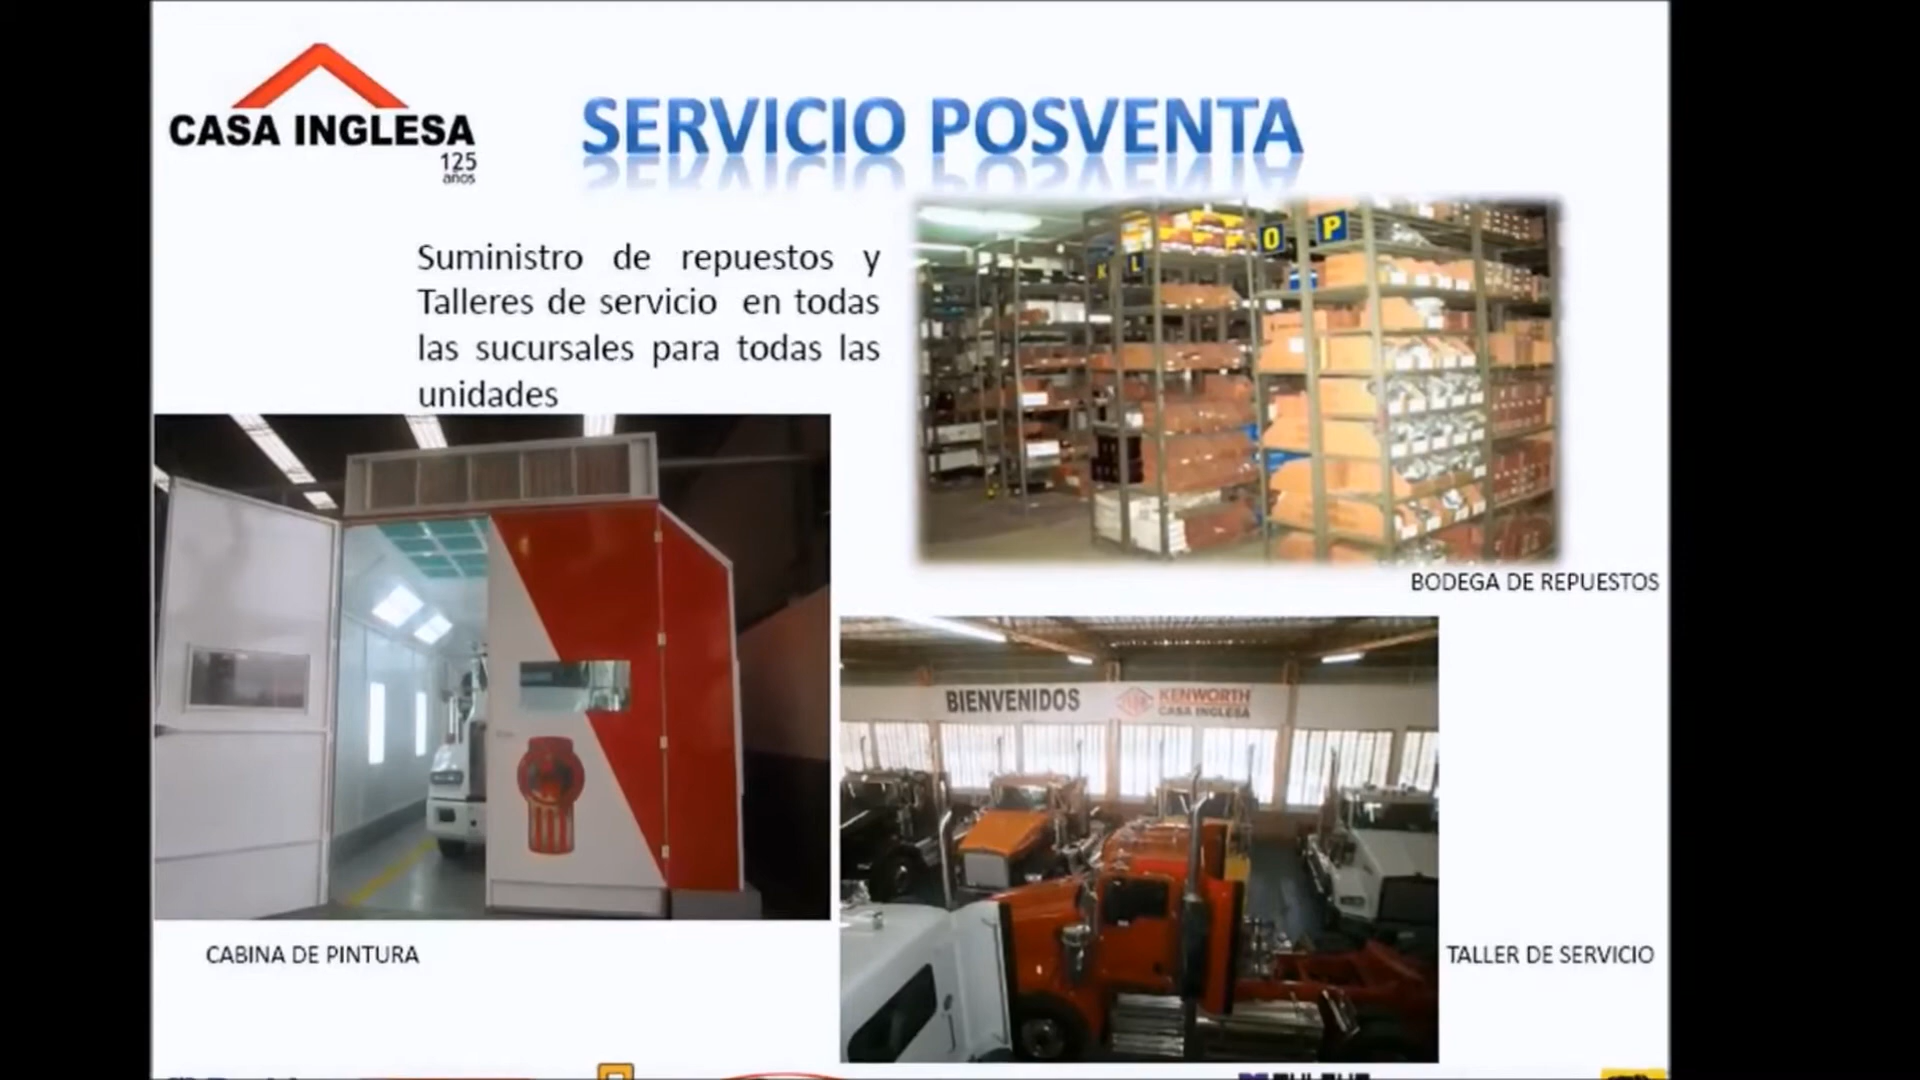 CASA INGLESA
125
años
SERVICIO POSVENTA
Suministro de repuestos y
Talleres de servicio en todas
las sucursales para todas las
unidades
K
L
O
P
BODEGA DE REPUESTOS
BIENVENIDOS
KENWORTH
CASA INGLESA
CABINA DE PINTURA
TALLER DE SERVICIO